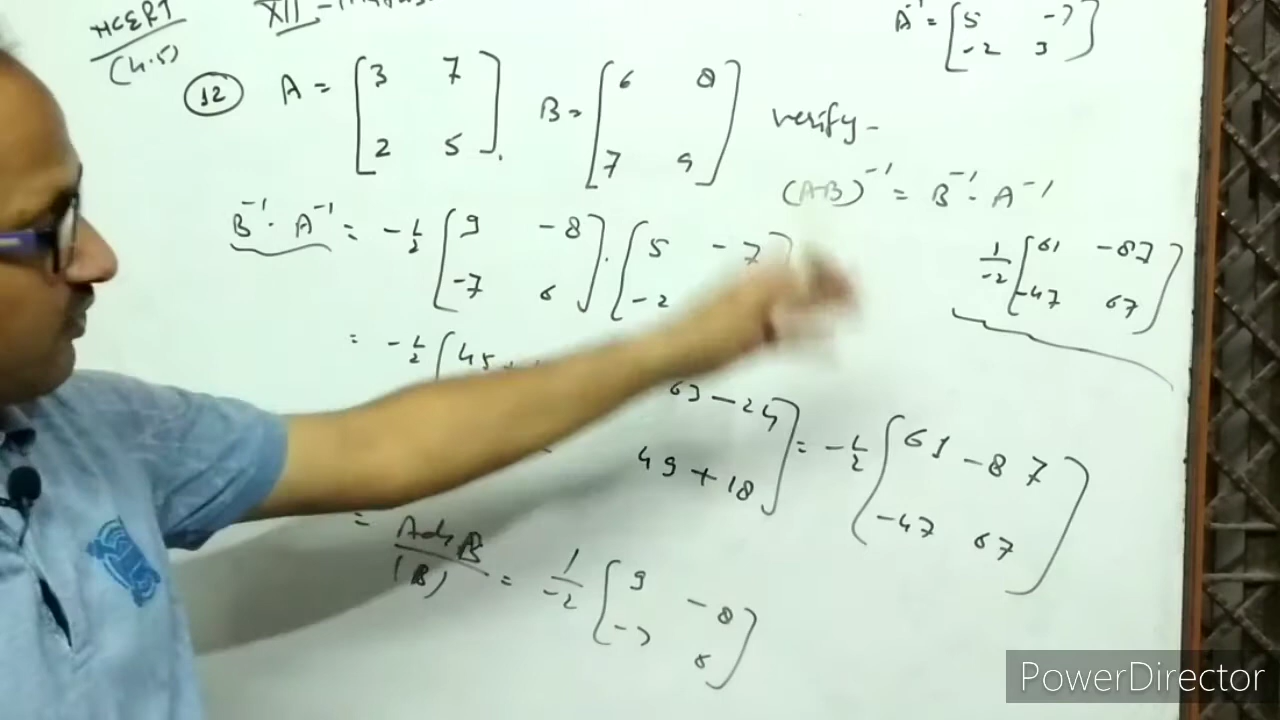 NCERT
XII -
(4.5)
A⁻¹ = [5 -7
-2 3]
12 A = [3 7
2 5]. B = [6 8
7 9] verify -
(AB)⁻¹ = B⁻¹ · A⁻¹
B⁻¹ · A⁻¹ = -1/2 [9 -8
-7 6] · [5 -7
-2
1/-2 [61 -87
-47 67]
= -1/2 [45
63 - 24
49 + 18] = -1/2 [61 -87
-47 67]
= Adj B / (B) = 1/-2 [9 -8
-7 6]
PowerDirector